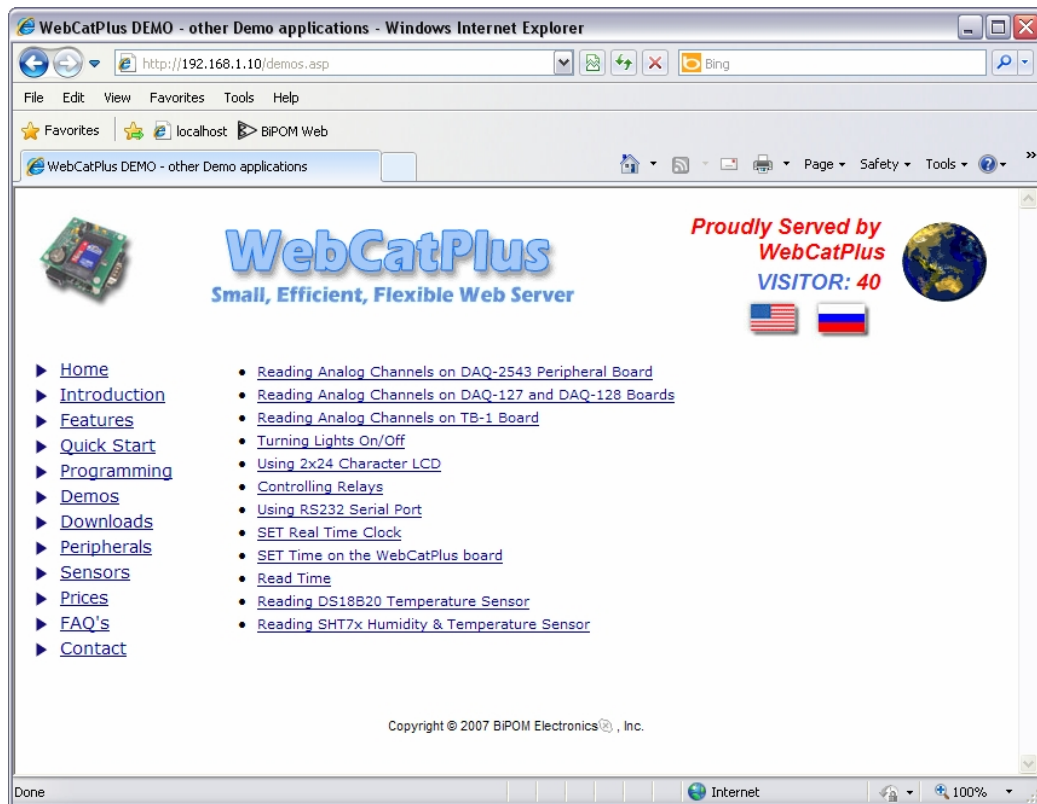 WebCatPlus DEMO - other Demo applications - Windows Internet Explorer
http://192.168.1.10/demos.asp
Bing
File Edit View Favorites Tools Help
Favorites localhost BiPOM Web
WebCatPlus DEMO - other Demo applications
Page Safety Tools
WebCatPlus
Small, Efficient, Flexible Web Server
Proudly Served by
WebCatPlus
VISITOR: 40
Home
Introduction
Features
Quick Start
Programming
Demos
Downloads
Peripherals
Sensors
Prices
FAQ's
Contact
Reading Analog Channels on DAQ-2543 Peripheral Board
Reading Analog Channels on DAQ-127 and DAQ-128 Boards
Reading Analog Channels on TB-1 Board
Turning Lights On/Off
Using 2x24 Character LCD
Controlling Relays
Using RS232 Serial Port
SET Real Time Clock
SET Time on the WebCatPlus board
Read Time
Reading DS18B20 Temperature Sensor
Reading SHT7x Humidity & Temperature Sensor
Copyright © 2007 BiPOM Electronics® , Inc.
Done Internet 100%